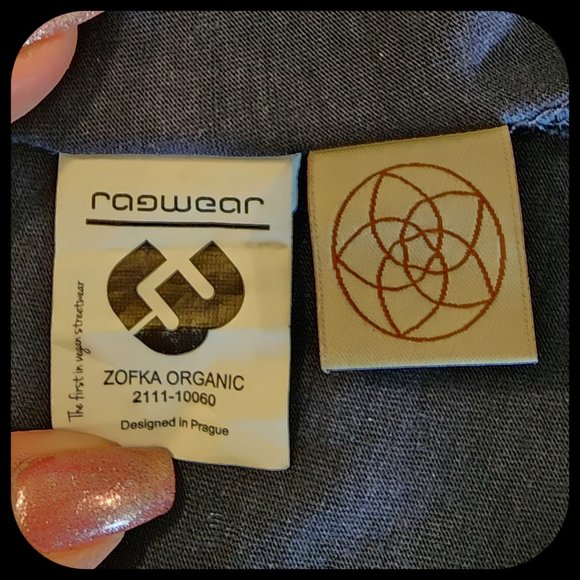 ragwear
The first in vegan streetwear
ZOFKA ORGANIC
2111-10060
Designed in Prague